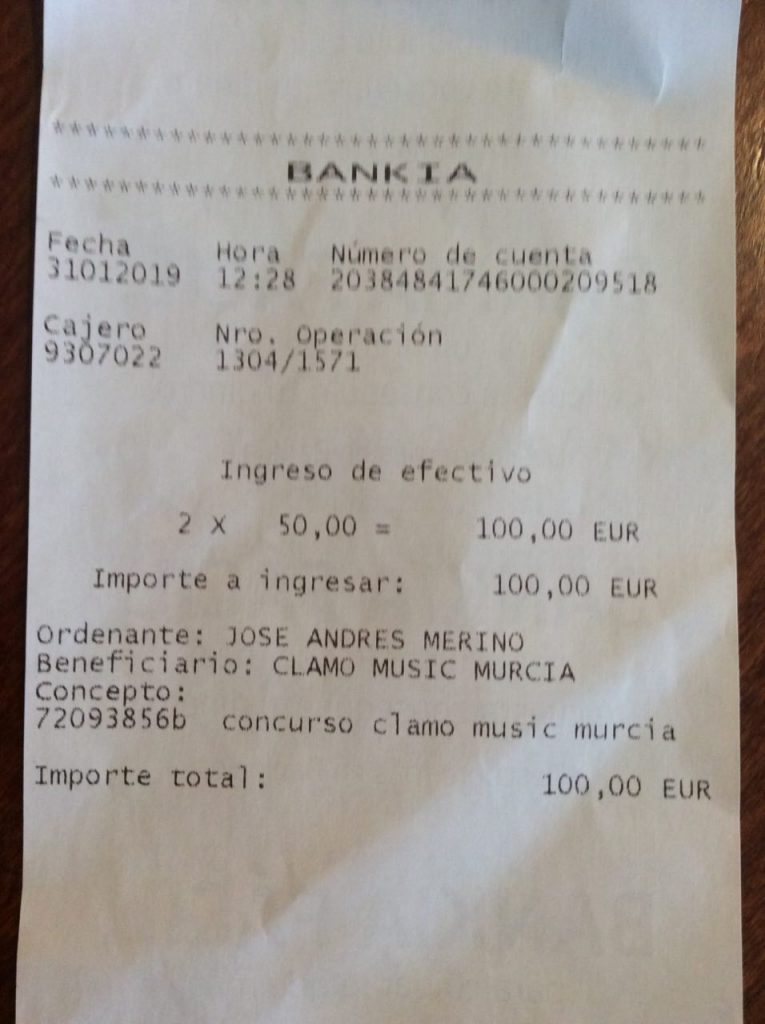 ****************************************
BANKIA
****************************************
Fecha Hora Número de cuenta
31012019 12:28 20384841746000209518
Cajero Nro. Operación
9307022 1304/1571
Ingreso de efectivo
2 X 50,00 = 100,00 EUR
Importe a ingresar: 100,00 EUR
Ordenante: JOSE ANDRES MERINO
Beneficiario: CLAMO MUSIC MURCIA
Concepto:
72093856b concurso clamo music murcia
Importe total: 100,00 EUR